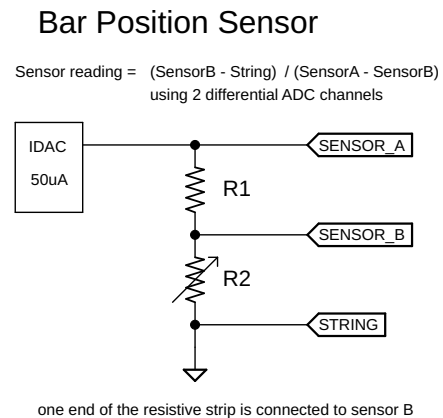 Bar Position Sensor
Sensor reading = (SensorB - String) / (SensorA - SensorB)
using 2 differential ADC channels
IDAC
50uA
SENSOR_A
R1
SENSOR_B
R2
STRING
one end of the resistive strip is connected to sensor B